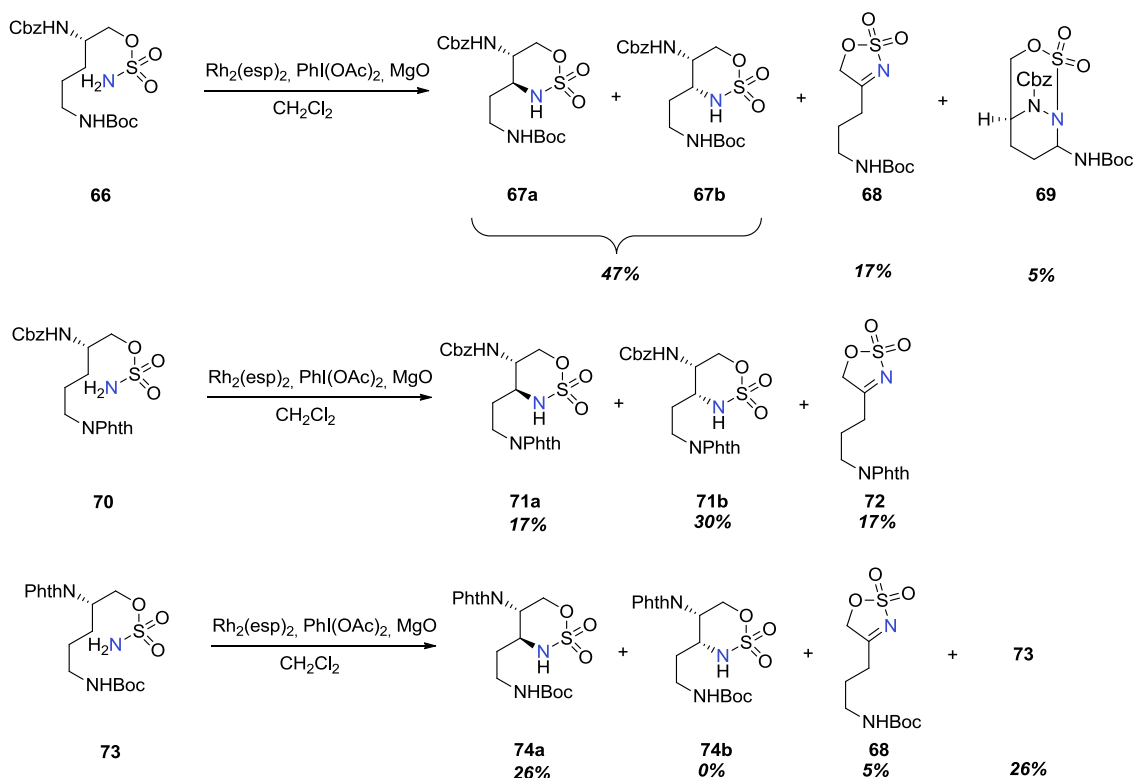 CbzHN
O
S
O
O
H2N
NHBoc
66
Rh2(esp)2, PhI(OAc)2, MgO
CH2Cl2
CbzHN
O
S
O
O
N
H
NHBoc
67a
+
CbzHN
O
S
O
O
N
H
NHBoc
67b
47%
+
O
O
S
O
N
NHBoc
68
17%
+
O
O
S
O
Cbz
N
N
H
NHBoc
69
5%
CbzHN
O
S
O
O
H2N
NPhth
70
Rh2(esp)2, PhI(OAc)2, MgO
CH2Cl2
CbzHN
O
S
O
O
N
H
NPhth
71a
17%
+
CbzHN
O
S
O
O
N
H
NPhth
71b
30%
+
O
O
S
O
N
NPhth
72
17%
PhthN
O
S
O
O
H2N
NHBoc
73
Rh2(esp)2, PhI(OAc)2, MgO
CH2Cl2
PhthN
O
S
O
O
N
H
NHBoc
74a
26%
+
PhthN
O
S
O
O
N
H
NHBoc
74b
0%
+
O
O
S
O
N
NHBoc
68
5%
+
73
26%